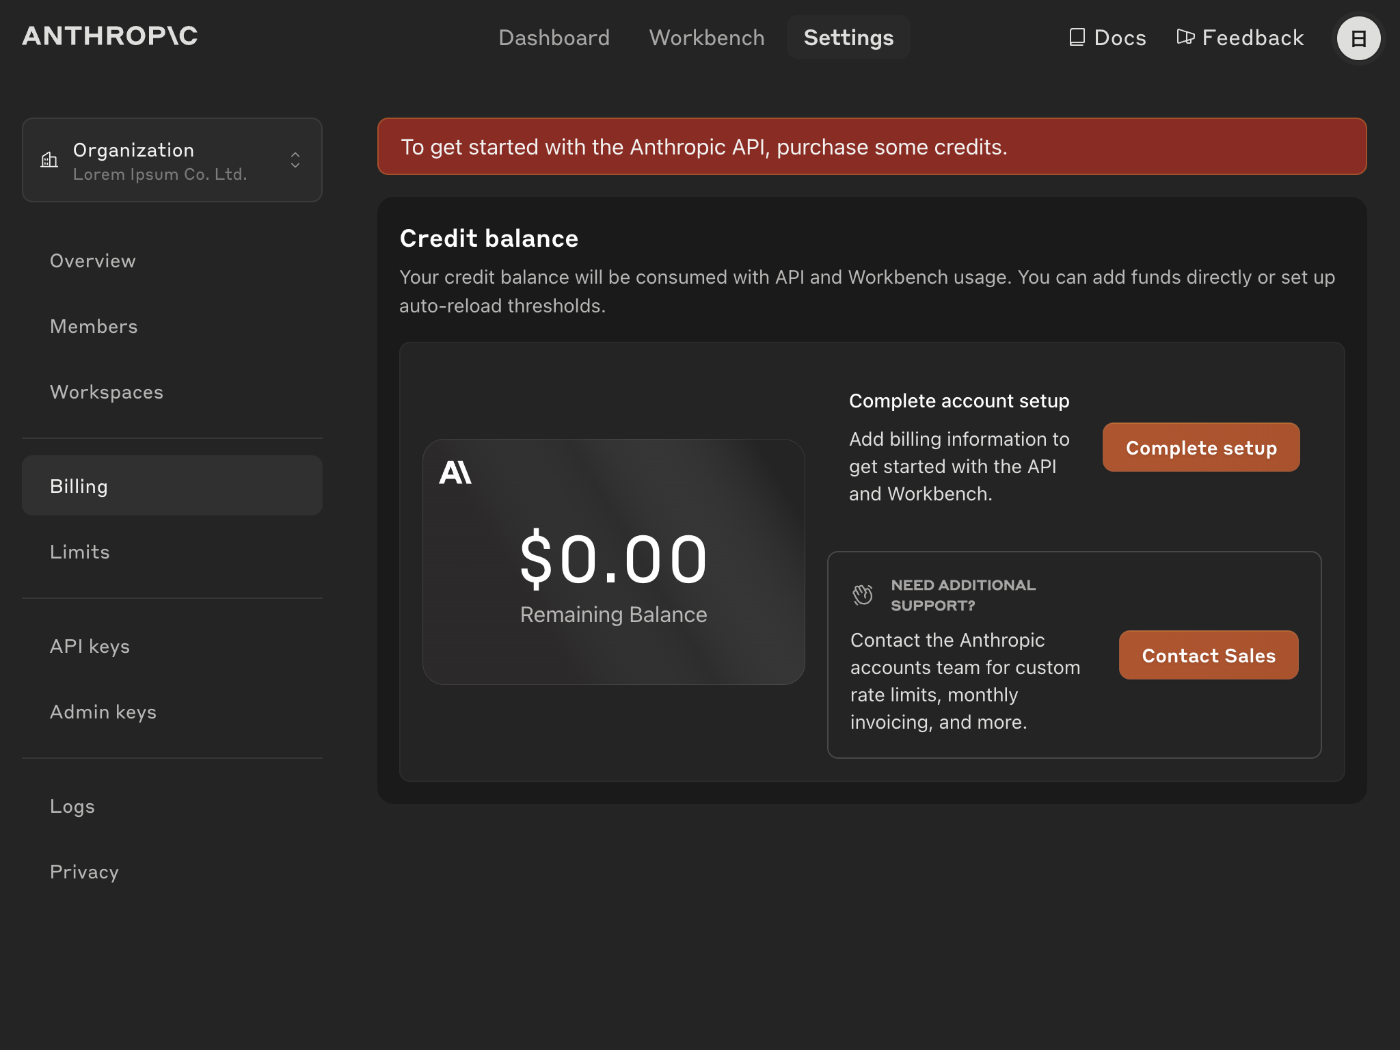 ANTHROP\C
Dashboard
Workbench
Settings
Docs
Feedback
日
Organization
Lorem Ipsum Co. Ltd.
Overview
Members
Workspaces
Billing
Limits
API keys
Admin keys
Logs
Privacy
To get started with the Anthropic API, purchase some credits.
Credit balance
Your credit balance will be consumed with API and Workbench usage. You can add funds directly or set up
auto-reload thresholds.
A\
$0.00
Remaining Balance
Complete account setup
Add billing information to
get started with the API
and Workbench.
Complete setup
NEED ADDITIONAL
SUPPORT?
Contact the Anthropic
accounts team for custom
rate limits, monthly
invoicing, and more.
Contact Sales